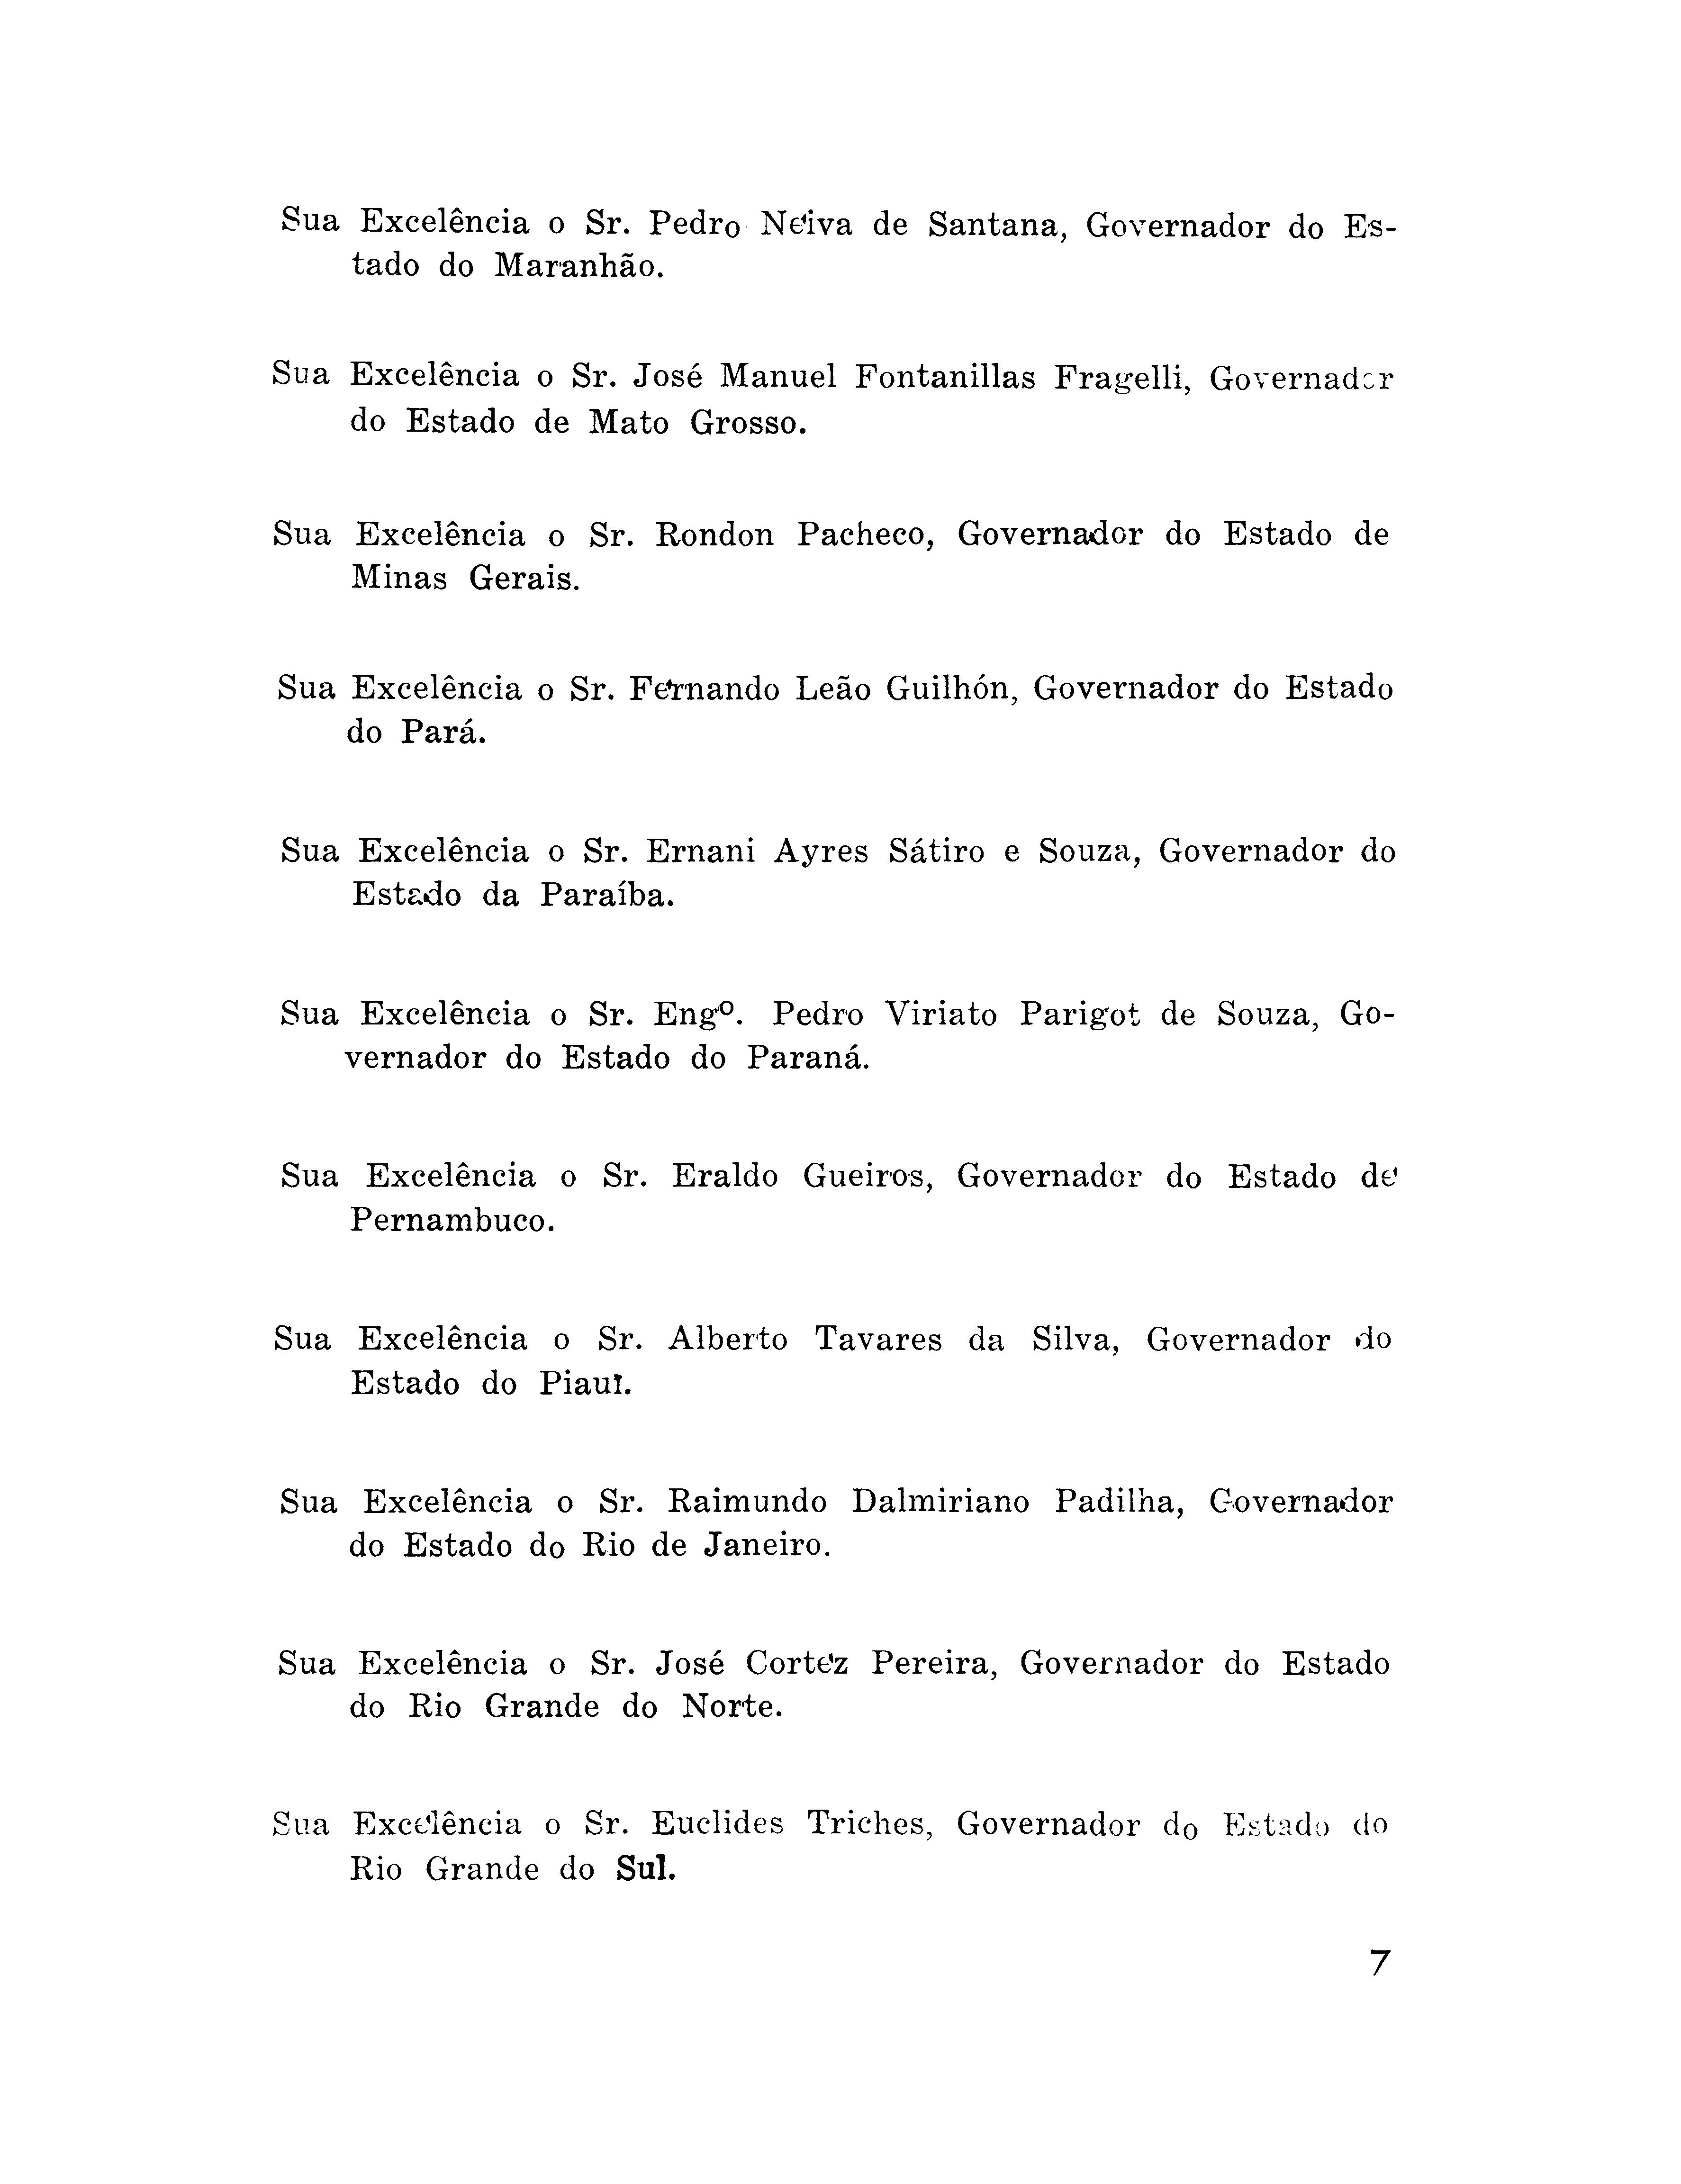 Sua Excelência o Sr. Pedro Neiva de Santana, Governador do Es-
tado do Maranhão.
Sua Excelência o Sr. José Manuel Fontanillas Fragelli, Governador
do Estado de Mato Grosso.
Sua Excelência o Sr. Rondon Pacheco, Governador do Estado de
Minas Gerais.
Sua Excelência o Sr. Fernando Leão Guilhón, Governador do Estado
do Pará.
Sua Excelência o Sr. Ernani Ayres Sátiro e Souza, Governador do
Estado da Paraíba.
Sua Excelência o Sr. Engº. Pedro Viriato Parigot de Souza, Go-
vernador do Estado do Paraná.
Sua Excelência o Sr. Eraldo Gueiros, Governador do Estado de
Pernambuco.
Sua Excelência o Sr. Alberto Tavares da Silva, Governador do
Estado do Piauí.
Sua Excelência o Sr. Raimundo Dalmiriano Padilha, Governador
do Estado do Rio de Janeiro.
Sua Excelência o Sr. José Cortez Pereira, Governador do Estado
do Rio Grande do Norte.
Sua Excelência o Sr. Euclides Triches, Governador do Estado do
Rio Grande do Sul.
7